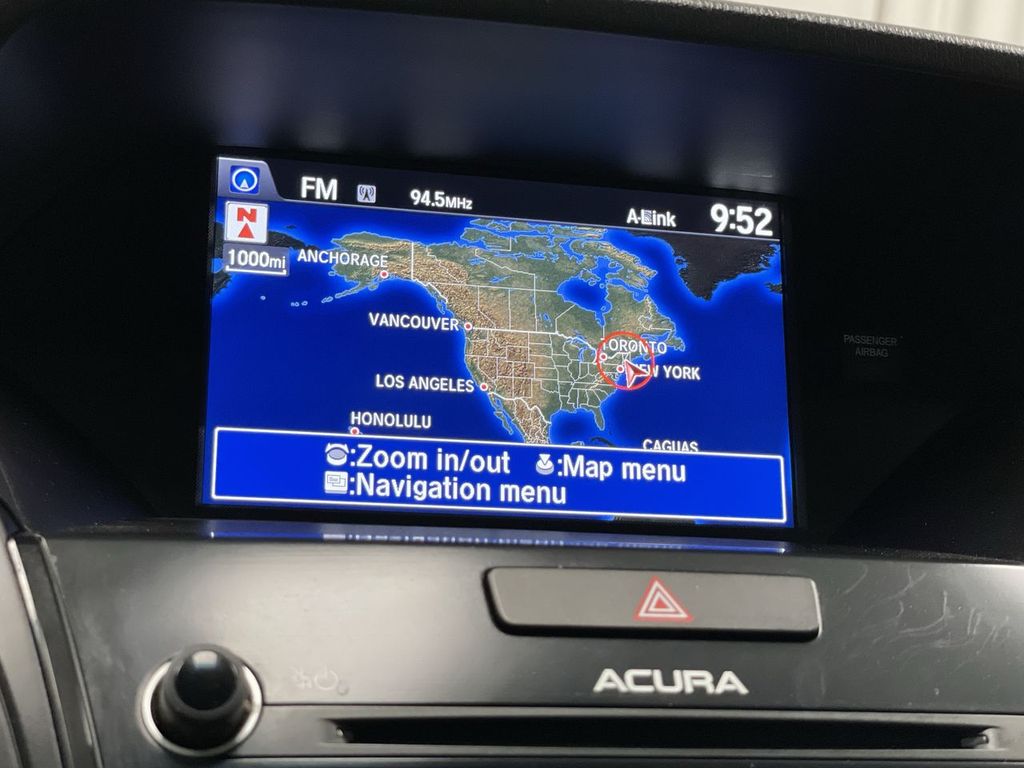 FM 94.5MHz A-Link 9:52
N
1000mi
ANCHORAGE
VANCOUVER
TORONTO
NEW YORK
LOS ANGELES
HONOLULU
CAGUAS
:Zoom in/out :Map menu
:Navigation menu
PASSENGER
AIRBAG
ACURA